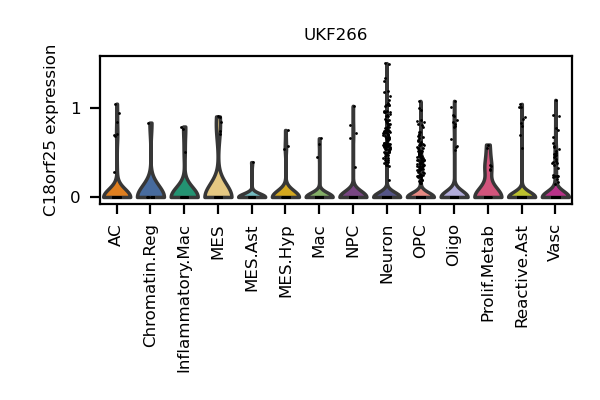 UKF266
C18orf25 expression
1
0
AC
Chromatin.Reg
Inflammatory.Mac
MES
MES.Ast
MES.Hyp
Mac
NPC
Neuron
OPC
Oligo
Prolif.Metab
Reactive.Ast
Vasc